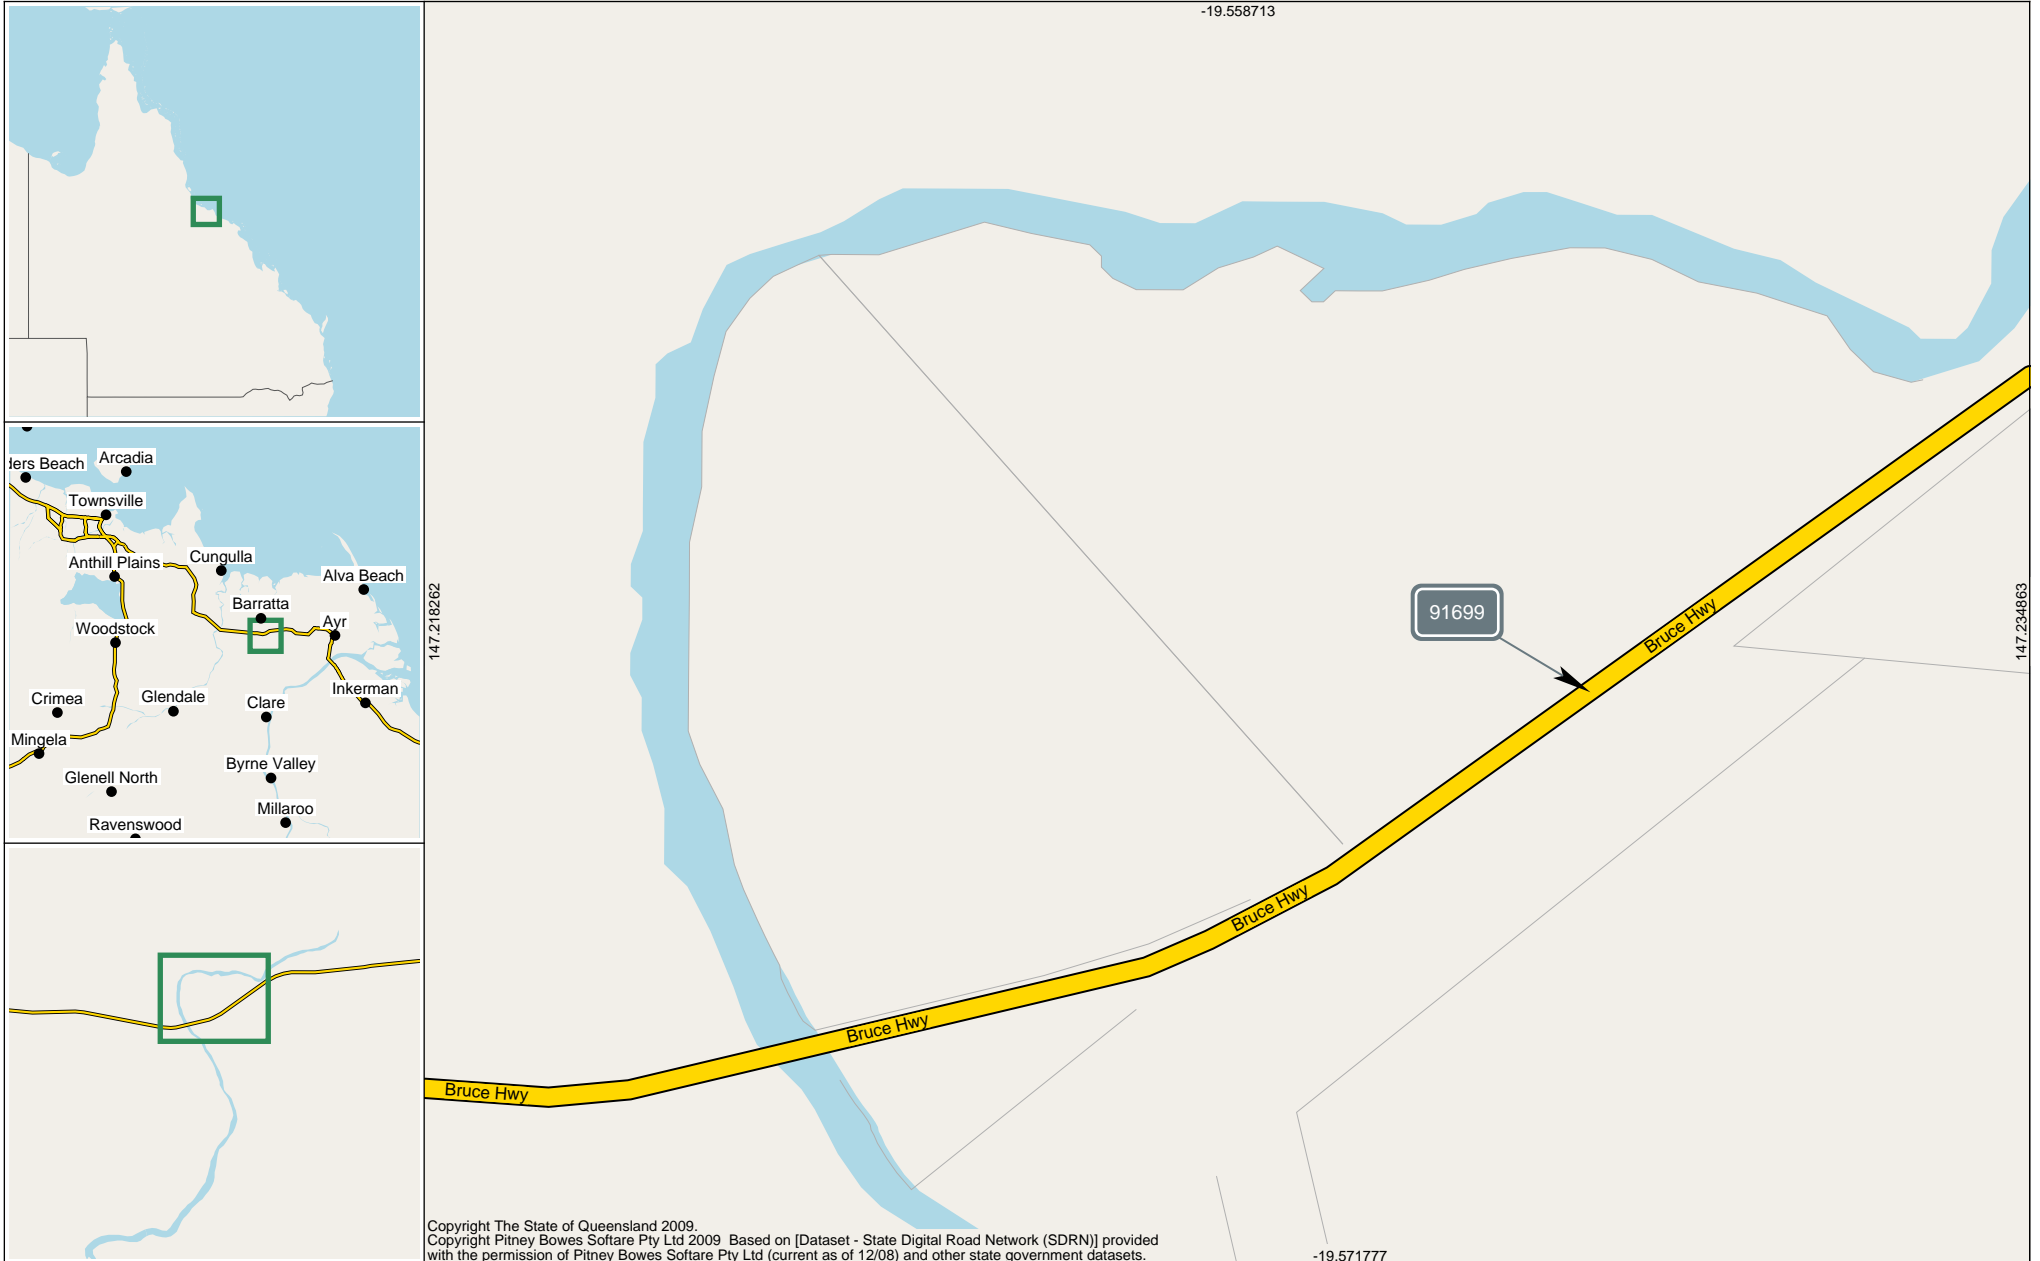 -19.558713
ders Beach
Arcadia
Townsville
Anthill Plains
Cungulla
Alva Beach
Barratta
Ayr
Woodstock
Crimea
Glendale
Clare
Inkerman
Mingela
Glenell North
Byrne Valley
Millaroo
Ravenswood
147.218262
147.234863
91699
Bruce Hwy
Bruce Hwy
Bruce Hwy
Bruce Hwy
Copyright The State of Queensland 2009.
Copyright Pitney Bowes Softare Pty Ltd 2009 Based on [Dataset - State Digital Road Network (SDRN)] provided
with the permission of Pitney Bowes Softare Pty Ltd (current as of 12/08) and other state government datasets.
-19.571777